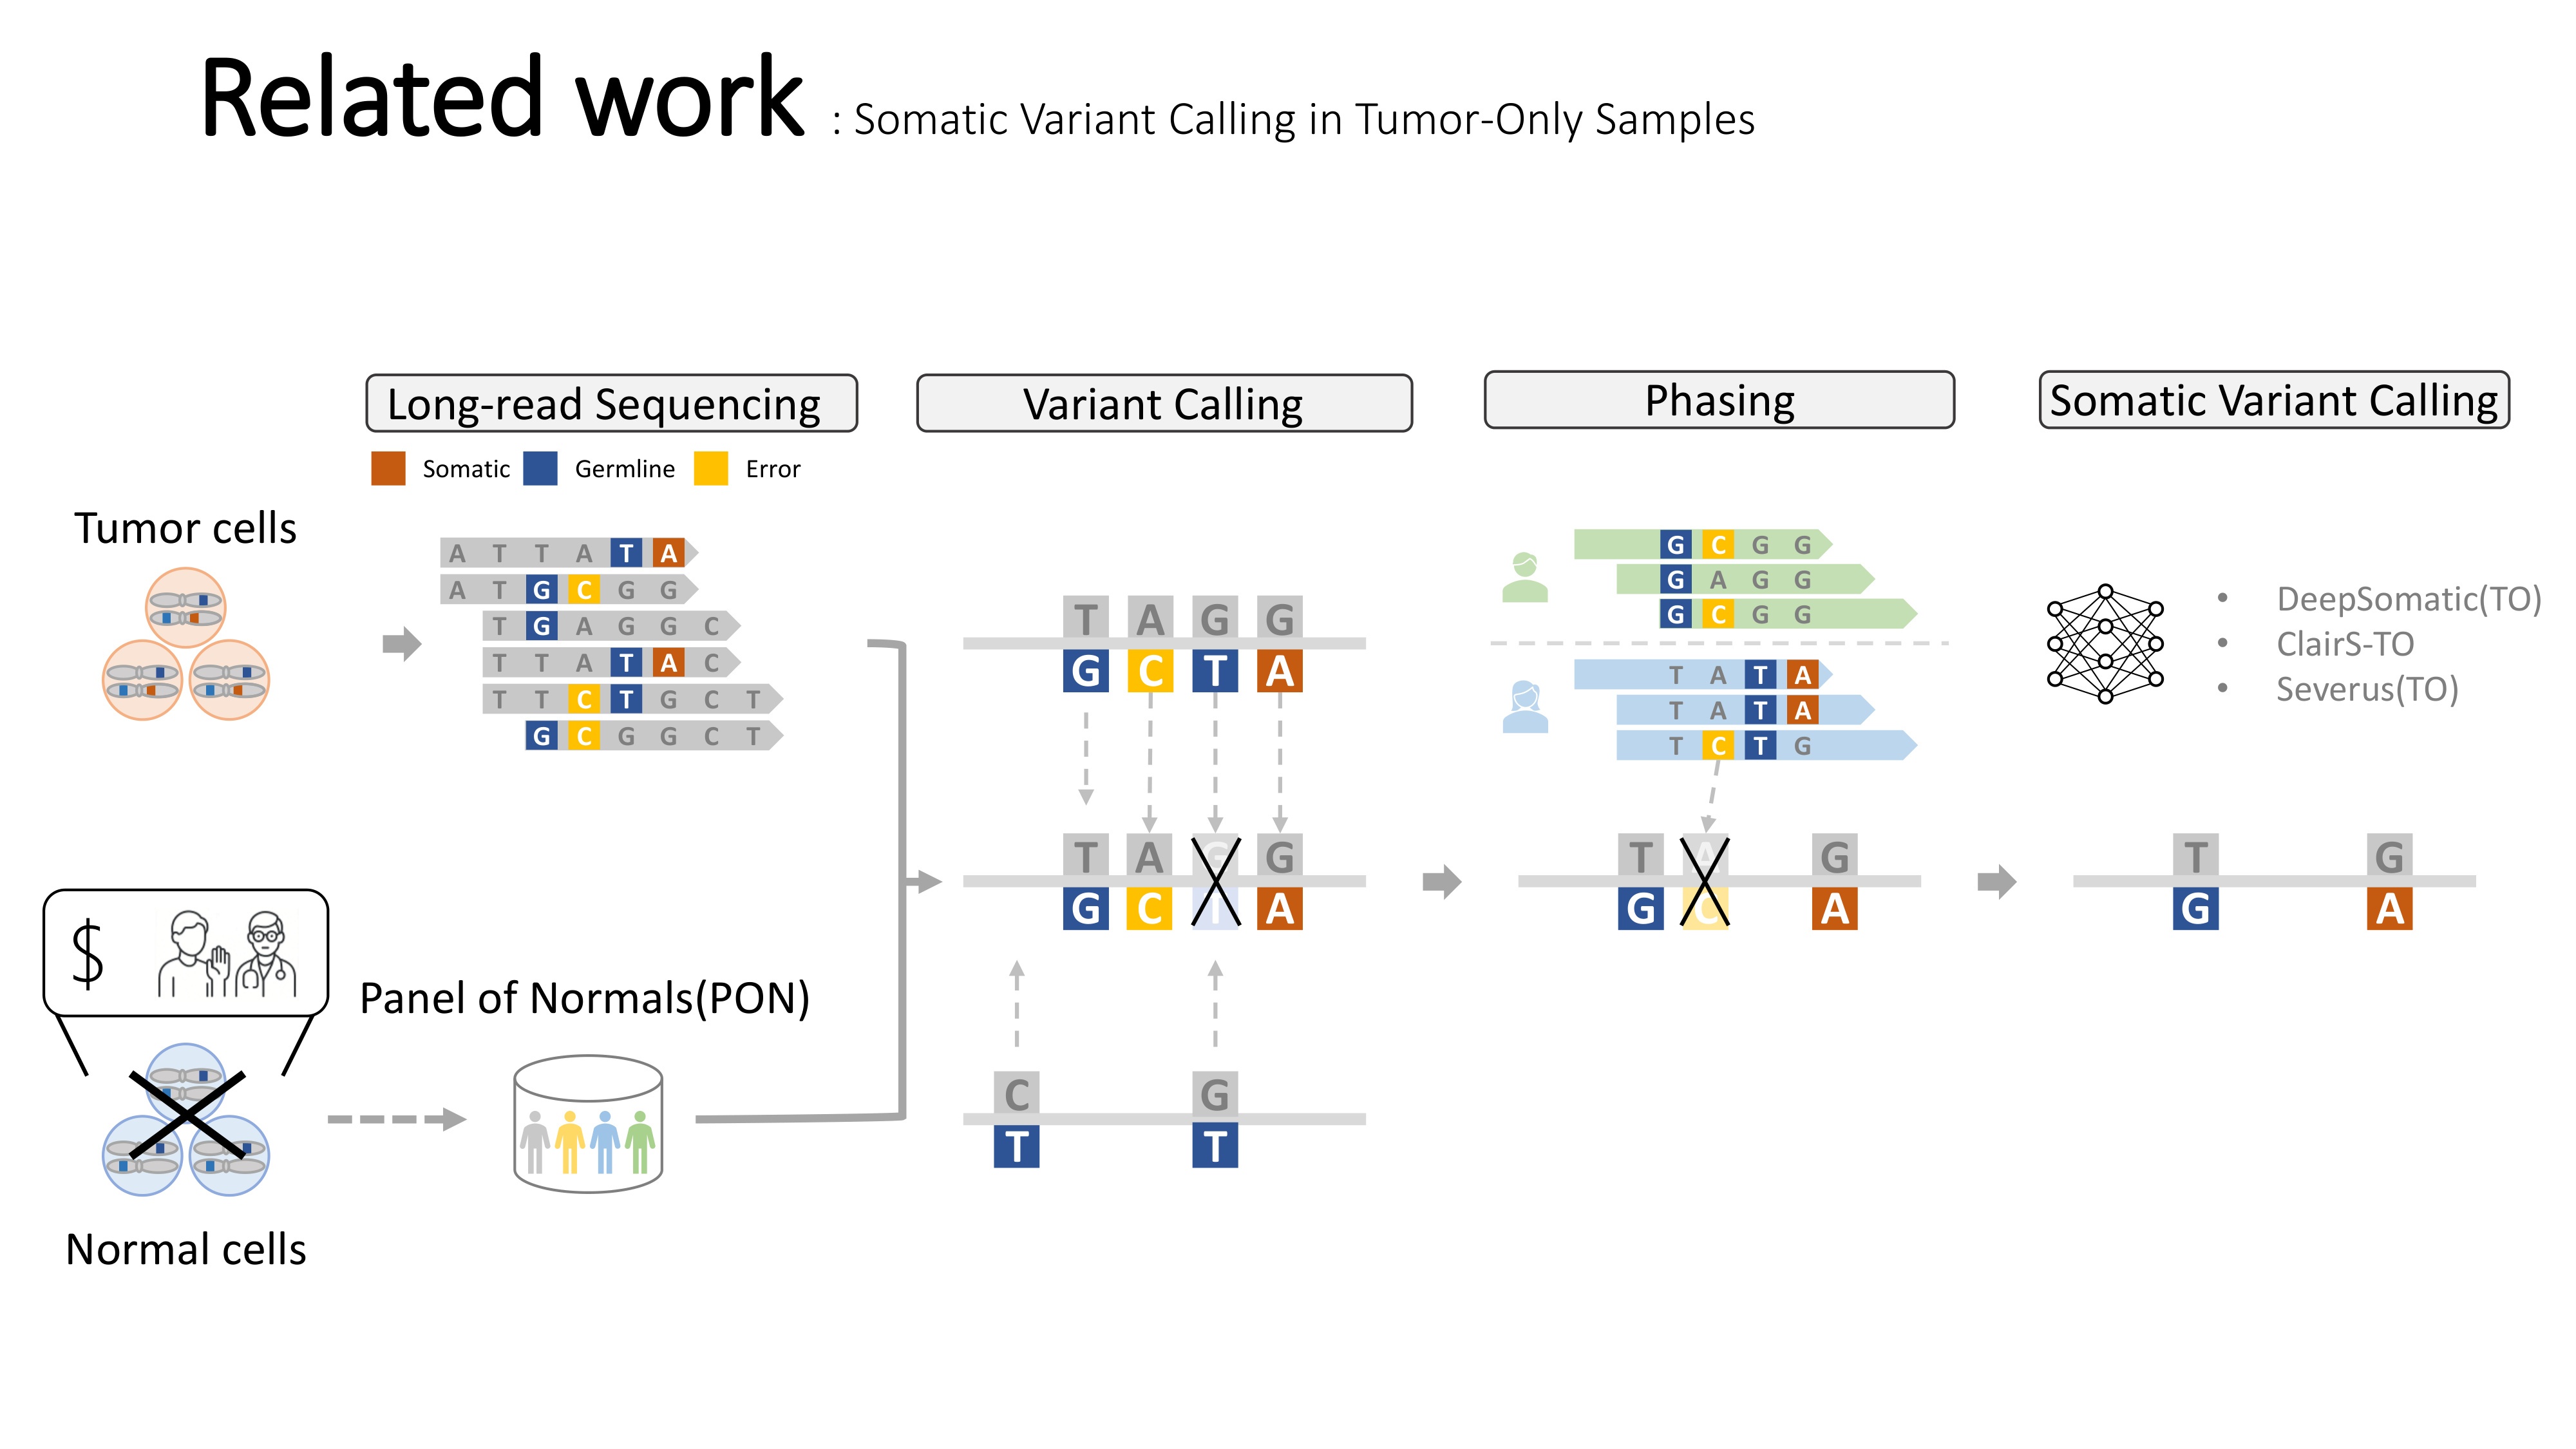 Related work : Somatic Variant Calling in Tumor-Only Samples
Long-read Sequencing
Variant Calling
Phasing
Somatic Variant Calling
Somatic
Germline
Error
Tumor cells
A T T A T A
A T G C G G
T G A G G C
T T A T A C
T T C T G C T
G C G G C T
T A G G
G C T A
G C G G
G A G G
G C G G
T A T A
T A T A
T C T G
• DeepSomatic(TO)
• ClairS-TO
• Severus(TO)
T A G G
G C T A
T A G
G C A
T G
G A
$
Panel of Normals(PON)
C G
T T
Normal cells